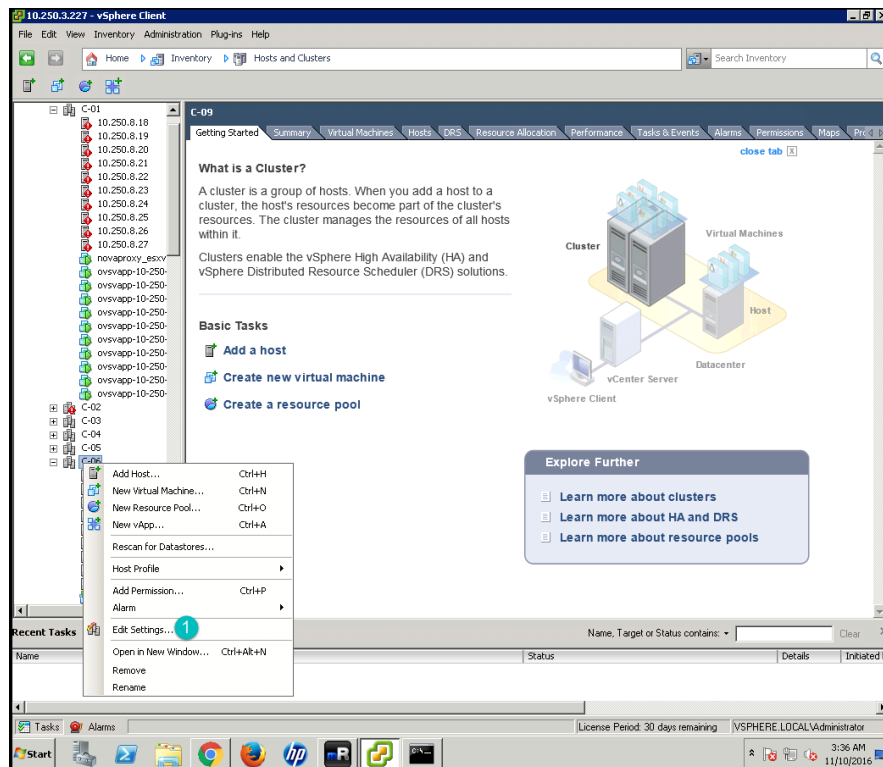 10.250.3.227 - vSphere Client
File Edit View Inventory Administration Plug-ins Help
Home Inventory Hosts and Clusters
Search Inventory
C-01
10.250.8.18
10.250.8.19
10.250.8.20
10.250.8.21
10.250.8.22
10.250.8.23
10.250.8.24
10.250.8.25
10.250.8.26
10.250.8.27
novaproxy_esxv
ovsvapp-10-250-
ovsvapp-10-250-
ovsvapp-10-250-
ovsvapp-10-250-
ovsvapp-10-250-
ovsvapp-10-250-
ovsvapp-10-250-
ovsvapp-10-250-
ovsvapp-10-250-
ovsvapp-10-250-
C-02
C-03
C-04
C-05
C-06
C-09
Getting Started Summary Virtual Machines Hosts DRS Resource Allocation Performance Tasks & Events Alarms Permissions Maps
close tab X
What is a Cluster?
A cluster is a group of hosts. When you add a host to a
cluster, the host's resources become part of the cluster's
resources. The cluster manages the resources of all hosts
within it.
Clusters enable the vSphere High Availability (HA) and
vSphere Distributed Resource Scheduler (DRS) solutions.
Basic Tasks
Add a host
Create new virtual machine
Create a resource pool
Cluster
Virtual Machines
Host
Datacenter
vCenter Server
vSphere Client
Explore Further
Learn more about clusters
Learn more about HA and DRS
Learn more about resource pools
Add Host... Ctrl+H
New Virtual Machine... Ctrl+N
New Resource Pool... Ctrl+O
New vApp... Ctrl+A
Rescan for Datastores...
Host Profile
Add Permission... Ctrl+P
Alarm
Edit Settings... 1
Open in New Window... Ctrl+Alt+N
Remove
Rename
Recent Tasks
Name, Target or Status contains:
Clear
Name Status Details Initiated
Tasks Alarms
License Period: 30 days remaining VSPHERE.LOCAL\Administrator
Start
hp
mR
C:\.
3:36 AM
11/10/2016